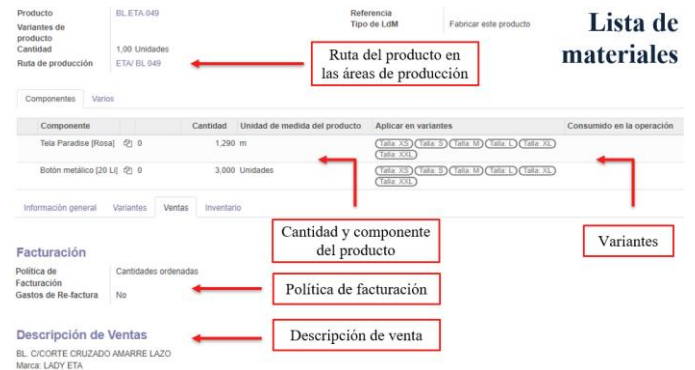 Lista de
materiales
Producto BL.ETA.049
Variantes de
producto
Cantidad 1,00 Unidades
Ruta de producción ETA/ BL 049
Referencia
Tipo de LdM Fabricar este producto
Ruta del producto en
las áreas de producción
Componentes Varios
Componente Cantidad Unidad de medida del producto Aplicar en variantes Consumido en la operación
Tela Paradise [Rosa] 0 1,290 m Talla: XS Talla: S Talla: M Talla: L Talla: XL
Talla: XXL
Botón metálico [20 Li] 0 3,000 Unidades Talla: XS Talla: S Talla: M Talla: L Talla: XL
Talla: XXL
Información general Variantes Ventas Inventario
Cantidad y componente
del producto
Variantes
Facturación
Política de
Facturación Cantidades ordenadas
Gastos de Re-factura No
Política de facturación
Descripción de Ventas
Descripción de venta
BL. C/CORTE CRUZADO AMARRE LAZO
Marca: LADY ETA